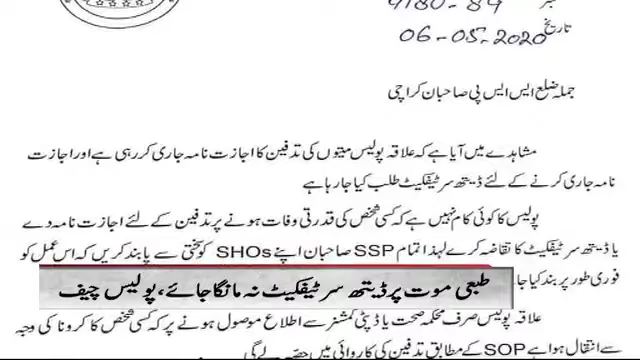 نمبر 9180-84
تاریخ 06-05-2020
جملہ ضلع ایس ایس پی صاحبان کراچی
مشاہدے میں آیا ہے کہ علاقہ پولیس میتوں کی تدفین کا اجازت نامہ جاری کر رہی ہے اور اجازت
نامہ جاری کرنے کے لئے ڈیتھ سرٹیفکیٹ طلب کیا جا رہا ہے
پولیس کا کوئی کام نہیں ہے کہ کسی شخص کی قدرتی وفات ہونے پر تدفین کے لئے اجازت نامہ دے
یا ڈیتھ سرٹیفکیٹ کا تقاضہ کرے لہذا تمام SSP صاحبان اپنے SHOs کو سختی سے پابند کریں کہ اس عمل کو
فوری طور پر بند کیا جا
طبعی موت پر ڈیتھ سرٹیفکیٹ نہ مانگا جائے، پولیس چیف
علاقہ پولیس صرف محکمہ صحت یا ڈپٹی کمشنر سے اطلاع موصول ہونے پر کہ کسی شخص کا کرونا کی وجہ
سے انتقال ہوا ہے SOP کے مطابق تدفین کی کاروائی میں حصہ لے گی